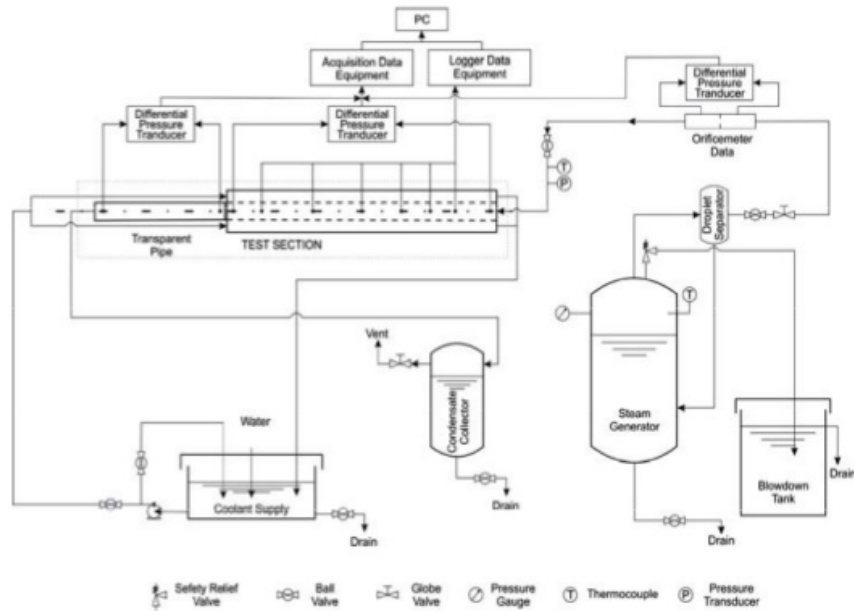 PC
Acquisition Data
Equipment
Logger Data
Equipment
Differential
Pressure
Tranducer
Differential
Pressure
Tranducer
Differential
Pressure
Tranducer
Orificemeter
Data
T
P
Droplet
Separator
Transparent
Pipe
TEST SECTION
T
Vent
Condensate
Collector
Steam
Generator
Water
Coolant Supply
Blowdown
Tank
Drain
Drain
Drain
Drain
Sefety Relief
Valve
Ball
Valve
Globe
Valve
Pressure
Gauge
T
Thermocouple
P
Pressure
Transducer